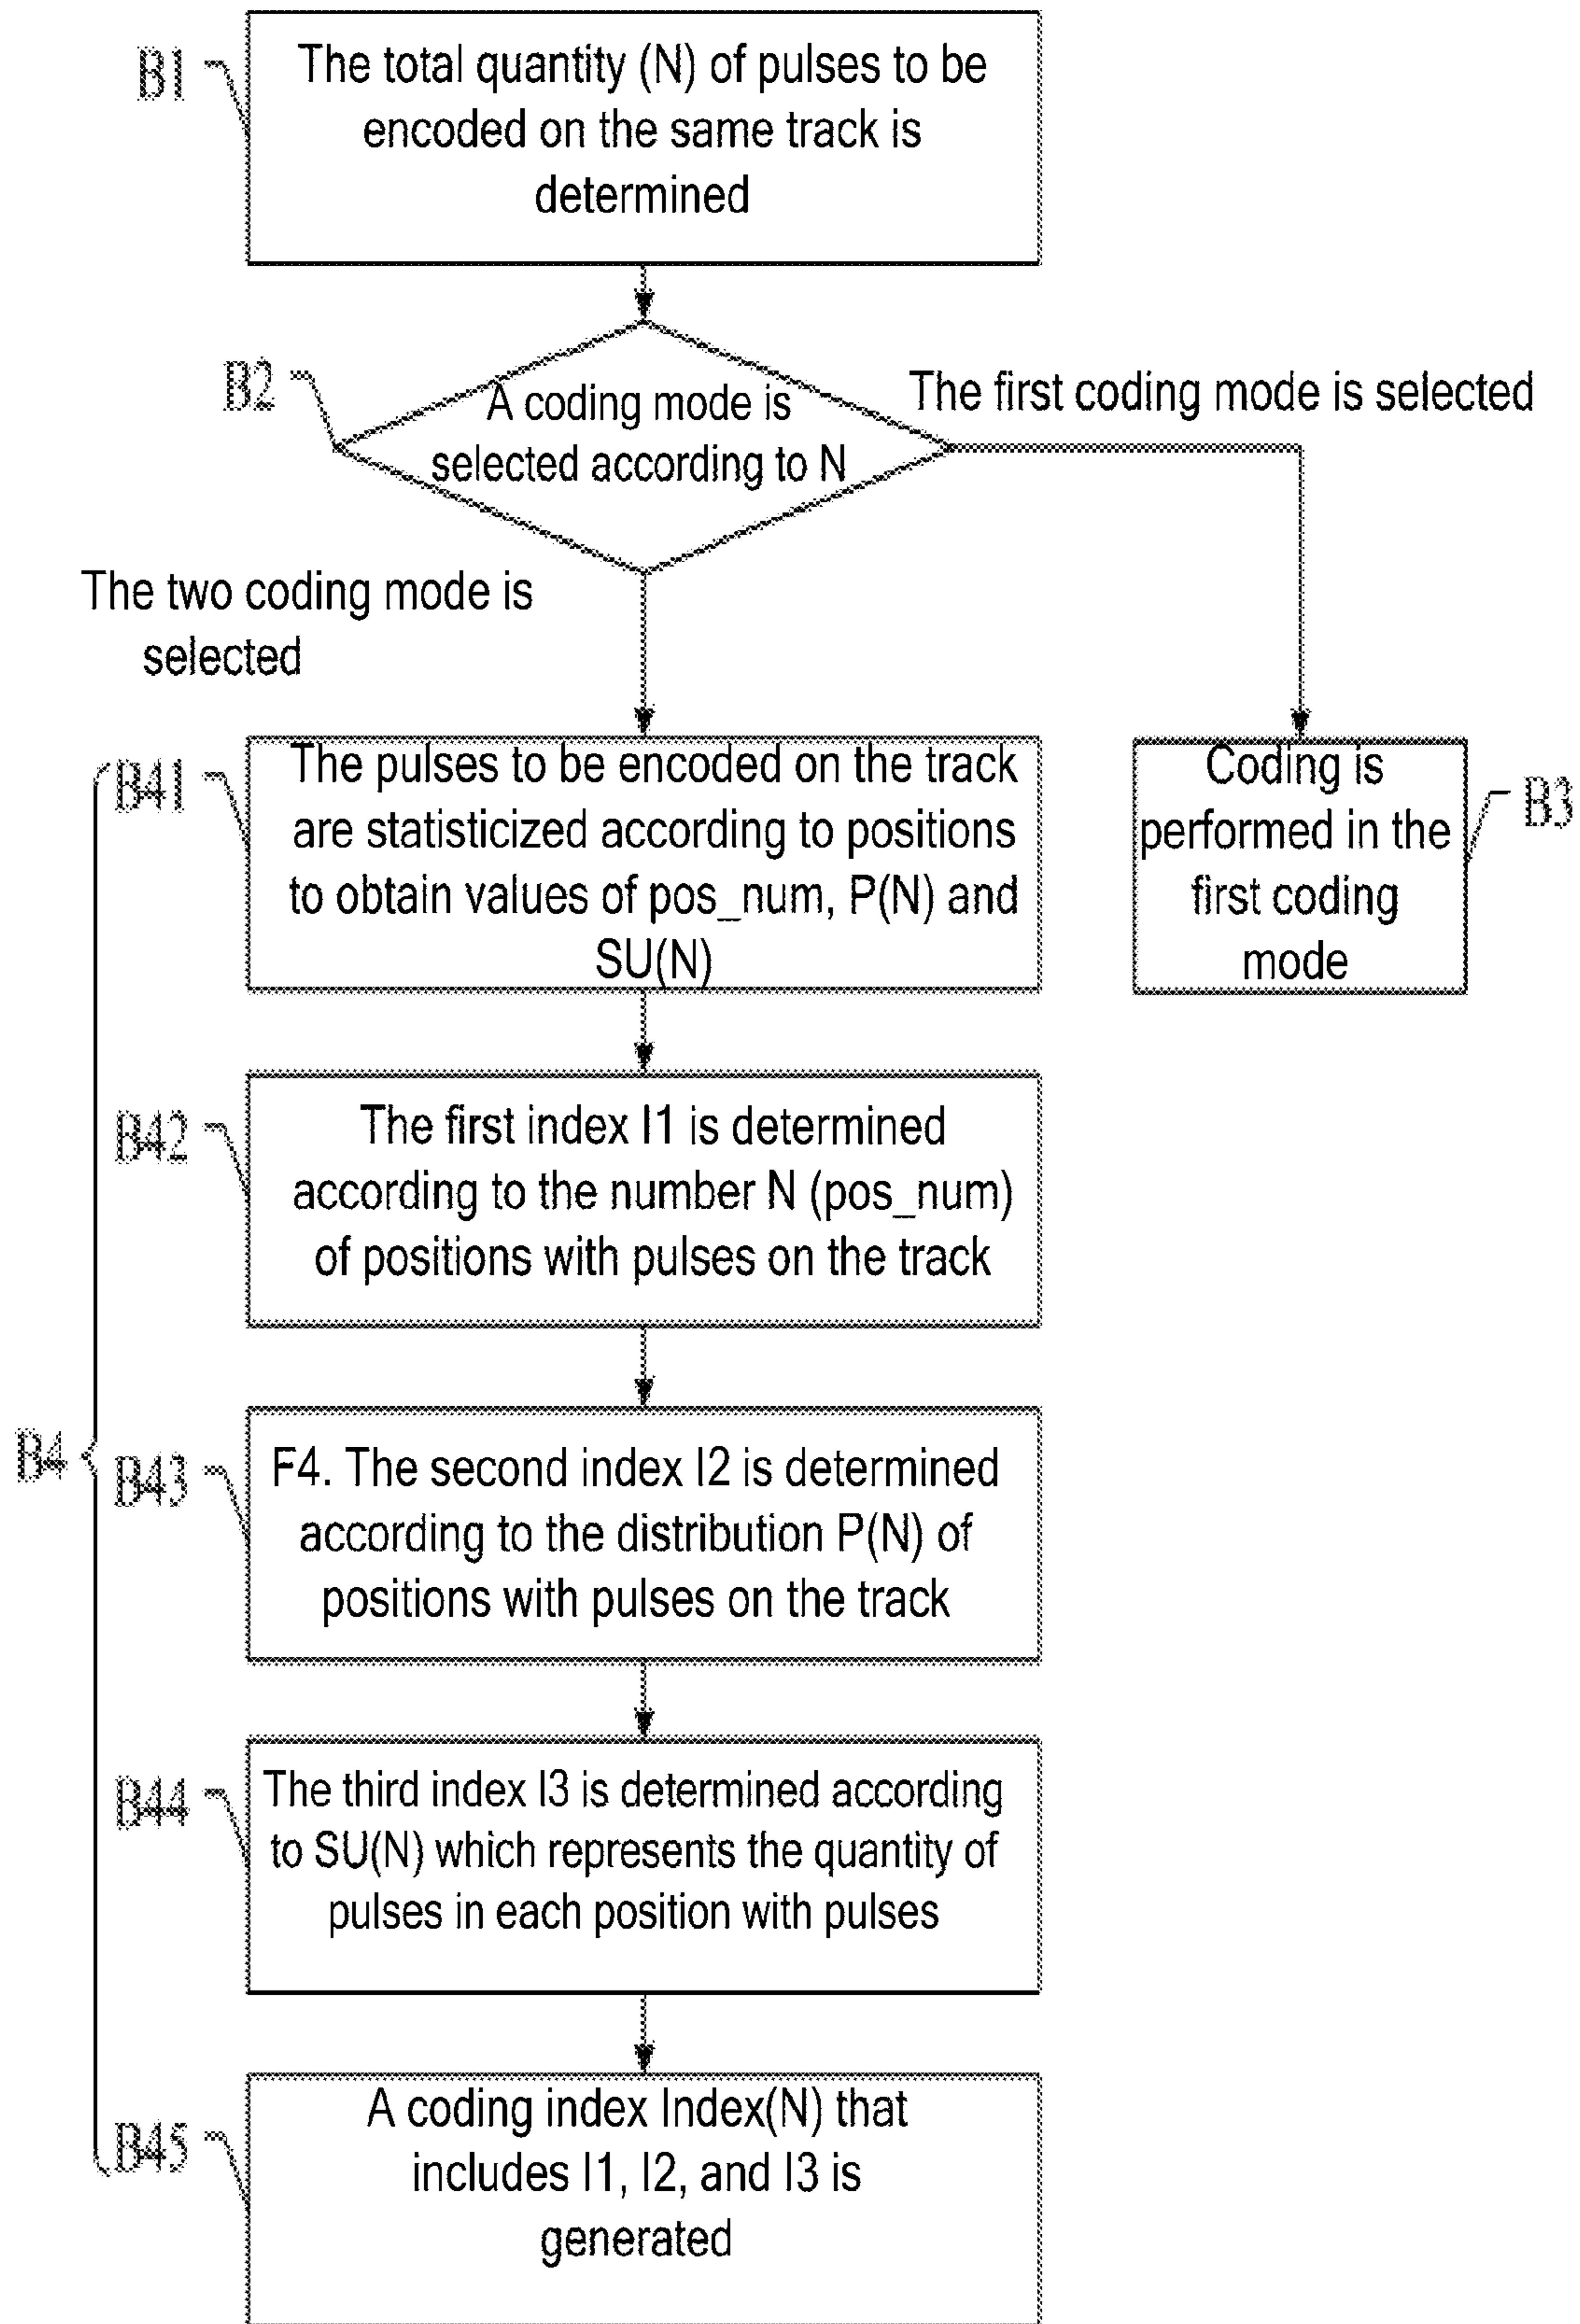 B1
The total quantity (N) of pulses to be
encoded on the same track is
determined
B2
A coding mode is
selected according to N
The first coding mode is selected
The two coding mode is
selected
B41
The pulses to be encoded on the track
are statisticized according to positions
to obtain values of pos_num, P(N) and
SU(N)
Coding is
performed in the
first coding
mode
B3
B42
The first index I1 is determined
according to the number N (pos_num)
of positions with pulses on the track
B4
B43
F4. The second index I2 is determined
according to the distribution P(N) of
positions with pulses on the track
B44
The third index I3 is determined according
to SU(N) which represents the quantity of
pulses in each position with pulses
B45
A coding index Index(N) that
includes I1, I2, and I3 is
generated